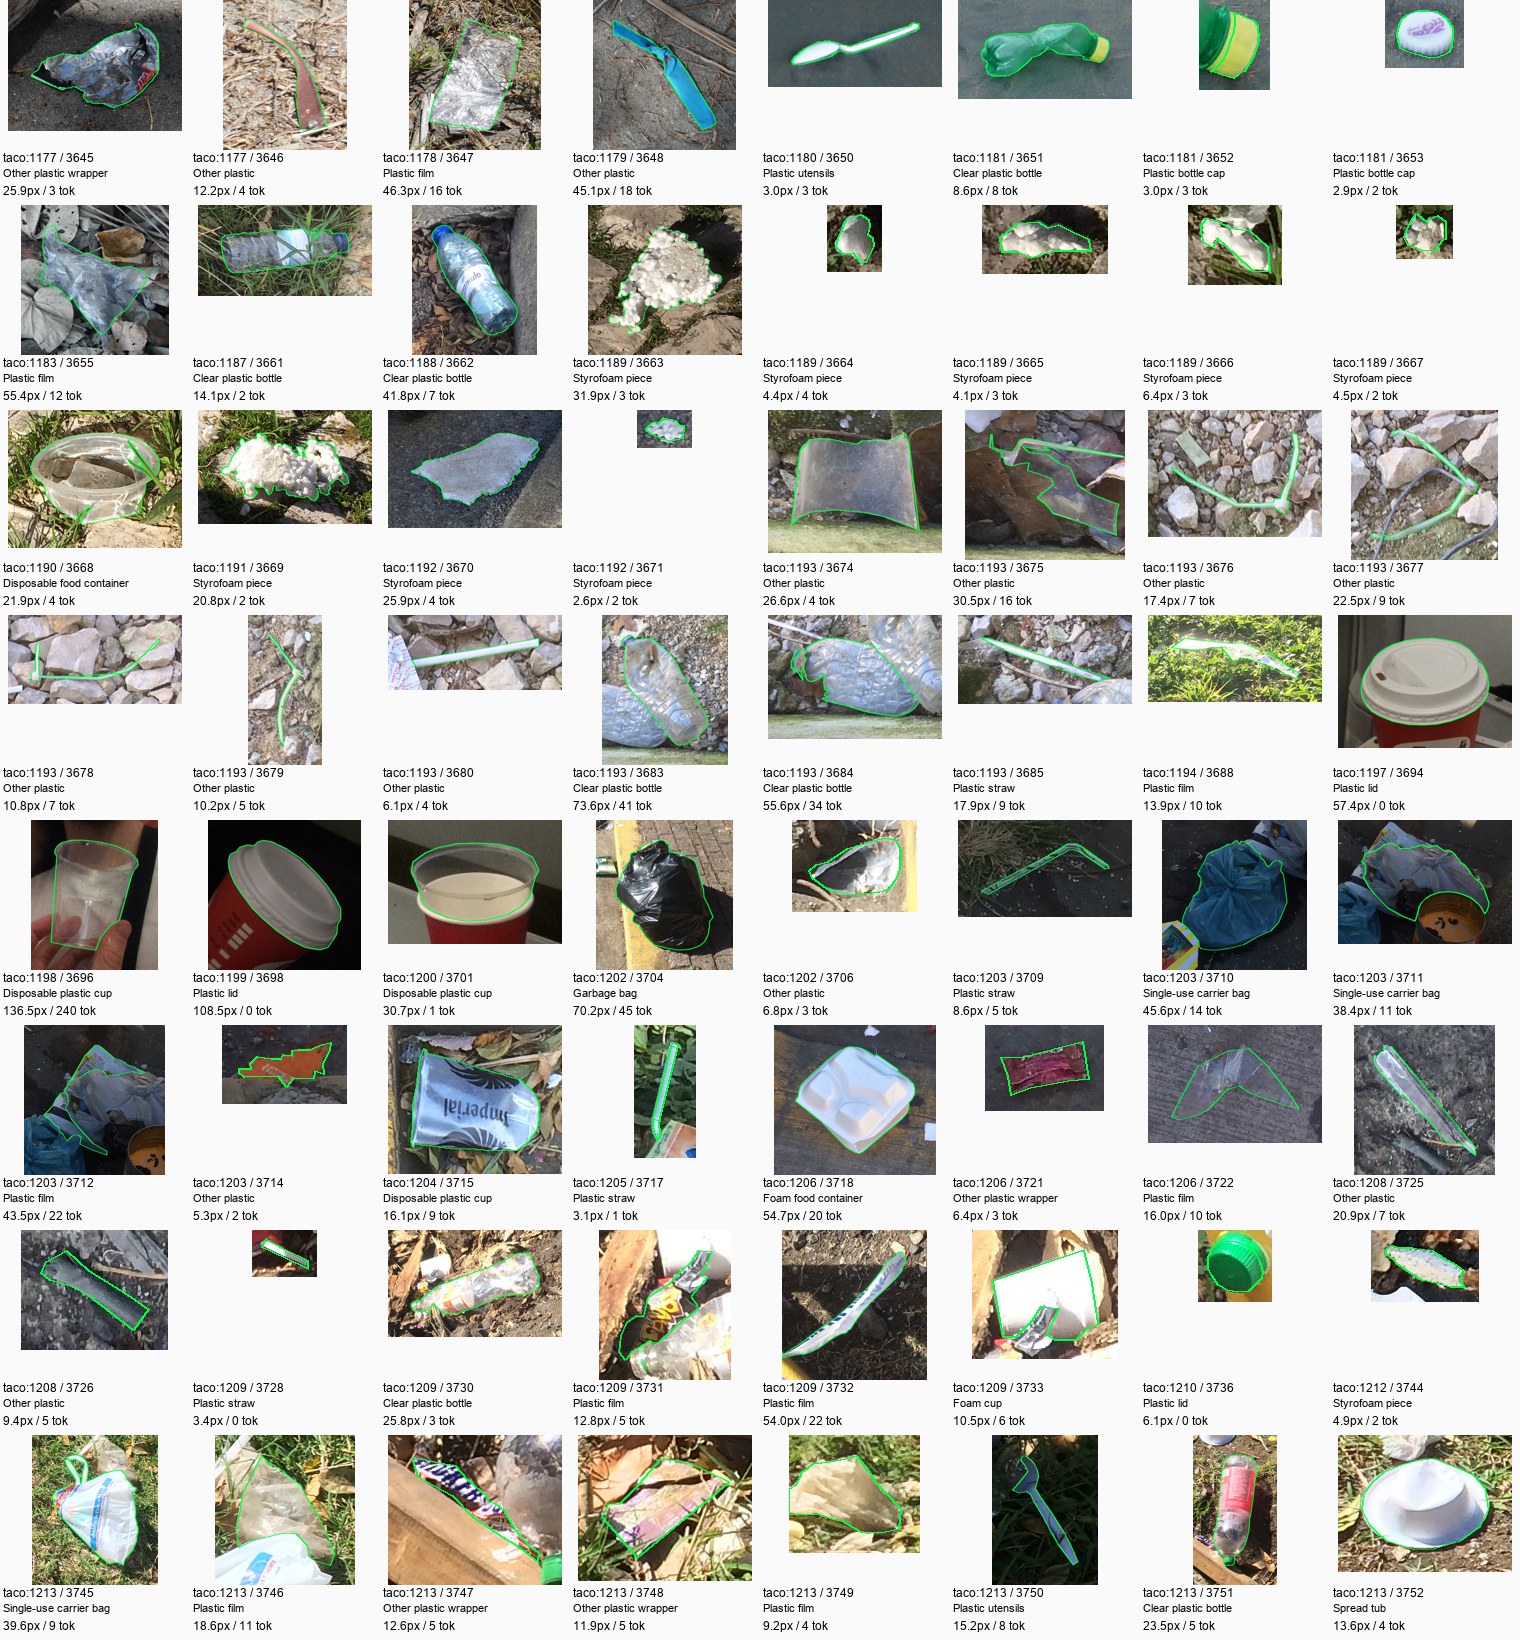 taco:1177 / 3645
Other plastic wrapper
25.9px / 3 tok
taco:1177 / 3646
Other plastic
12.2px / 4 tok
taco:1178 / 3647
Plastic film
46.3px / 16 tok
taco:1179 / 3648
Other plastic
45.1px / 18 tok
taco:1180 / 3650
Plastic utensils
3.0px / 3 tok
taco:1181 / 3651
Clear plastic bottle
8.6px / 8 tok
taco:1181 / 3652
Plastic bottle cap
3.0px / 3 tok
taco:1181 / 3653
Plastic bottle cap
2.9px / 2 tok
taco:1183 / 3655
Plastic film
55.4px / 12 tok
taco:1187 / 3661
Clear plastic bottle
14.1px / 2 tok
taco:1188 / 3662
Clear plastic bottle
41.8px / 7 tok
taco:1189 / 3663
Styrofoam piece
31.9px / 3 tok
taco:1189 / 3664
Styrofoam piece
4.4px / 4 tok
taco:1189 / 3665
Styrofoam piece
4.1px / 3 tok
taco:1189 / 3666
Styrofoam piece
6.4px / 3 tok
taco:1189 / 3667
Styrofoam piece
4.5px / 2 tok
taco:1190 / 3668
Disposable food container
21.9px / 4 tok
taco:1191 / 3669
Styrofoam piece
20.8px / 2 tok
taco:1192 / 3670
Styrofoam piece
25.9px / 4 tok
taco:1192 / 3671
Styrofoam piece
2.6px / 2 tok
taco:1193 / 3674
Other plastic
26.6px / 4 tok
taco:1193 / 3675
Other plastic
30.5px / 16 tok
taco:1193 / 3676
Other plastic
17.4px / 7 tok
taco:1193 / 3677
Other plastic
22.5px / 9 tok
taco:1193 / 3678
Other plastic
10.8px / 7 tok
taco:1193 / 3679
Other plastic
10.2px / 5 tok
taco:1193 / 3680
Other plastic
6.1px / 4 tok
taco:1193 / 3683
Clear plastic bottle
73.6px / 41 tok
taco:1193 / 3684
Clear plastic bottle
55.6px / 34 tok
taco:1193 / 3685
Plastic straw
17.9px / 9 tok
taco:1194 / 3688
Plastic film
13.9px / 10 tok
taco:1197 / 3694
Plastic lid
57.4px / 0 tok
taco:1198 / 3696
Disposable plastic cup
136.5px / 240 tok
taco:1199 / 3698
Plastic lid
108.5px / 0 tok
taco:1200 / 3701
Disposable plastic cup
30.7px / 1 tok
taco:1202 / 3704
Garbage bag
70.2px / 45 tok
taco:1202 / 3706
Other plastic
6.8px / 3 tok
taco:1203 / 3709
Plastic straw
8.6px / 5 tok
taco:1203 / 3710
Single-use carrier bag
45.6px / 14 tok
taco:1203 / 3711
Single-use carrier bag
38.4px / 11 tok
Imperial
taco:1203 / 3712
Plastic film
43.5px / 22 tok
taco:1203 / 3714
Other plastic
5.3px / 2 tok
taco:1204 / 3715
Disposable plastic cup
16.1px / 9 tok
taco:1205 / 3717
Plastic straw
3.1px / 1 tok
taco:1206 / 3718
Foam food container
54.7px / 20 tok
taco:1206 / 3721
Other plastic wrapper
6.4px / 3 tok
taco:1206 / 3722
Plastic film
16.0px / 10 tok
taco:1208 / 3725
Other plastic
20.9px / 7 tok
taco:1208 / 3726
Other plastic
9.4px / 5 tok
taco:1209 / 3728
Plastic straw
3.4px / 0 tok
taco:1209 / 3730
Clear plastic bottle
25.8px / 3 tok
taco:1209 / 3731
Plastic film
12.8px / 5 tok
taco:1209 / 3732
Plastic film
54.0px / 22 tok
taco:1209 / 3733
Foam cup
10.5px / 6 tok
taco:1210 / 3736
Plastic lid
6.1px / 0 tok
taco:1212 / 3744
Styrofoam piece
4.9px / 2 tok
taco:1213 / 3745
Single-use carrier bag
39.6px / 9 tok
taco:1213 / 3746
Plastic film
18.6px / 11 tok
taco:1213 / 3747
Other plastic wrapper
12.6px / 5 tok
taco:1213 / 3748
Other plastic wrapper
11.9px / 5 tok
taco:1213 / 3749
Plastic film
9.2px / 4 tok
taco:1213 / 3750
Plastic utensils
15.2px / 8 tok
taco:1213 / 3751
Clear plastic bottle
23.5px / 5 tok
taco:1213 / 3752
Spread tub
13.6px / 4 tok